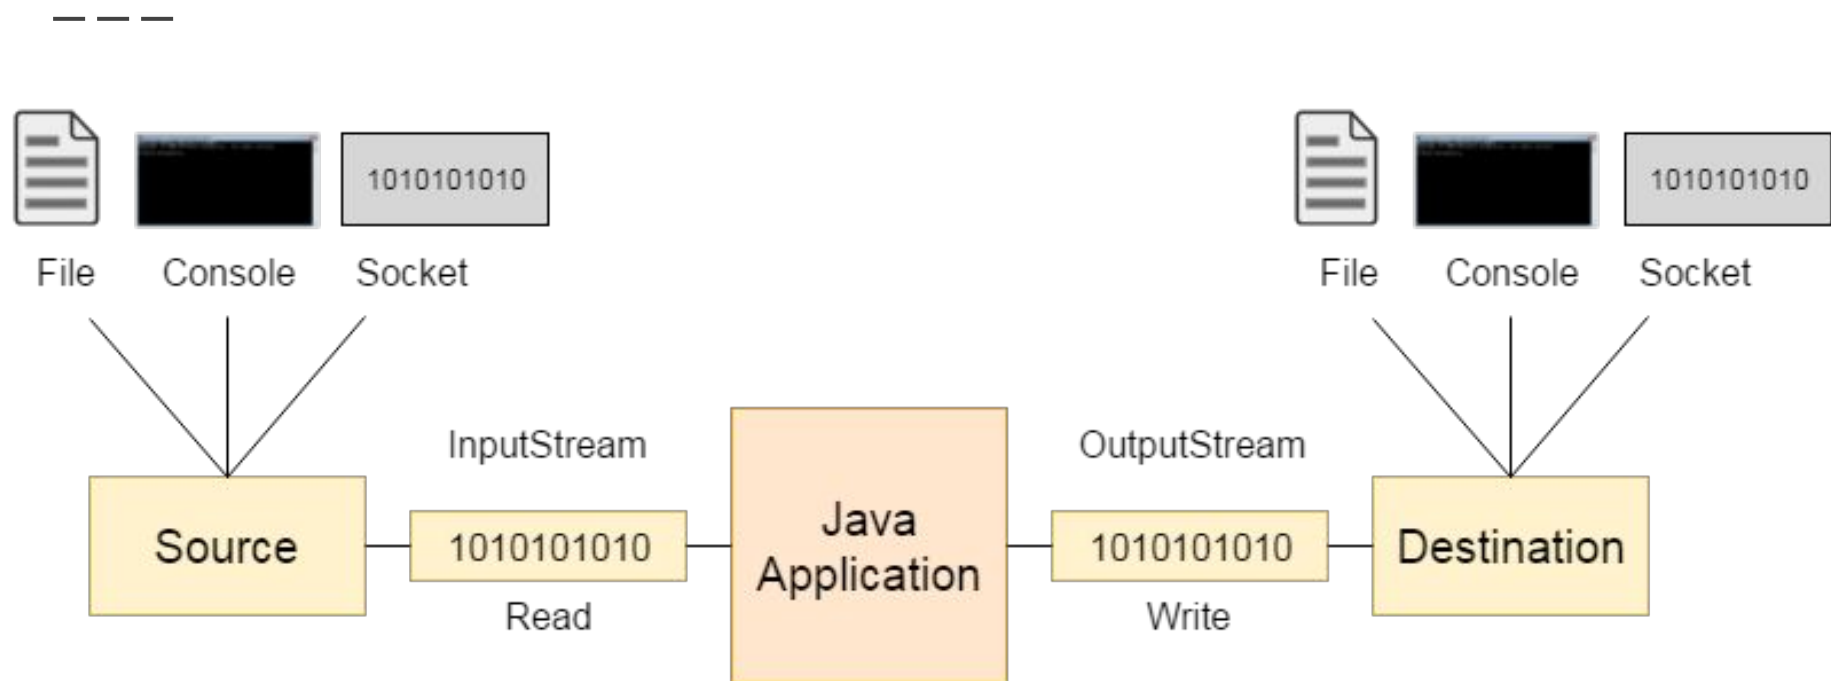 1010101010
1010101010
File Console Socket
File Console Socket
InputStream
OutputStream
Source
1010101010
Java
Application
1010101010
Destination
Read
Write